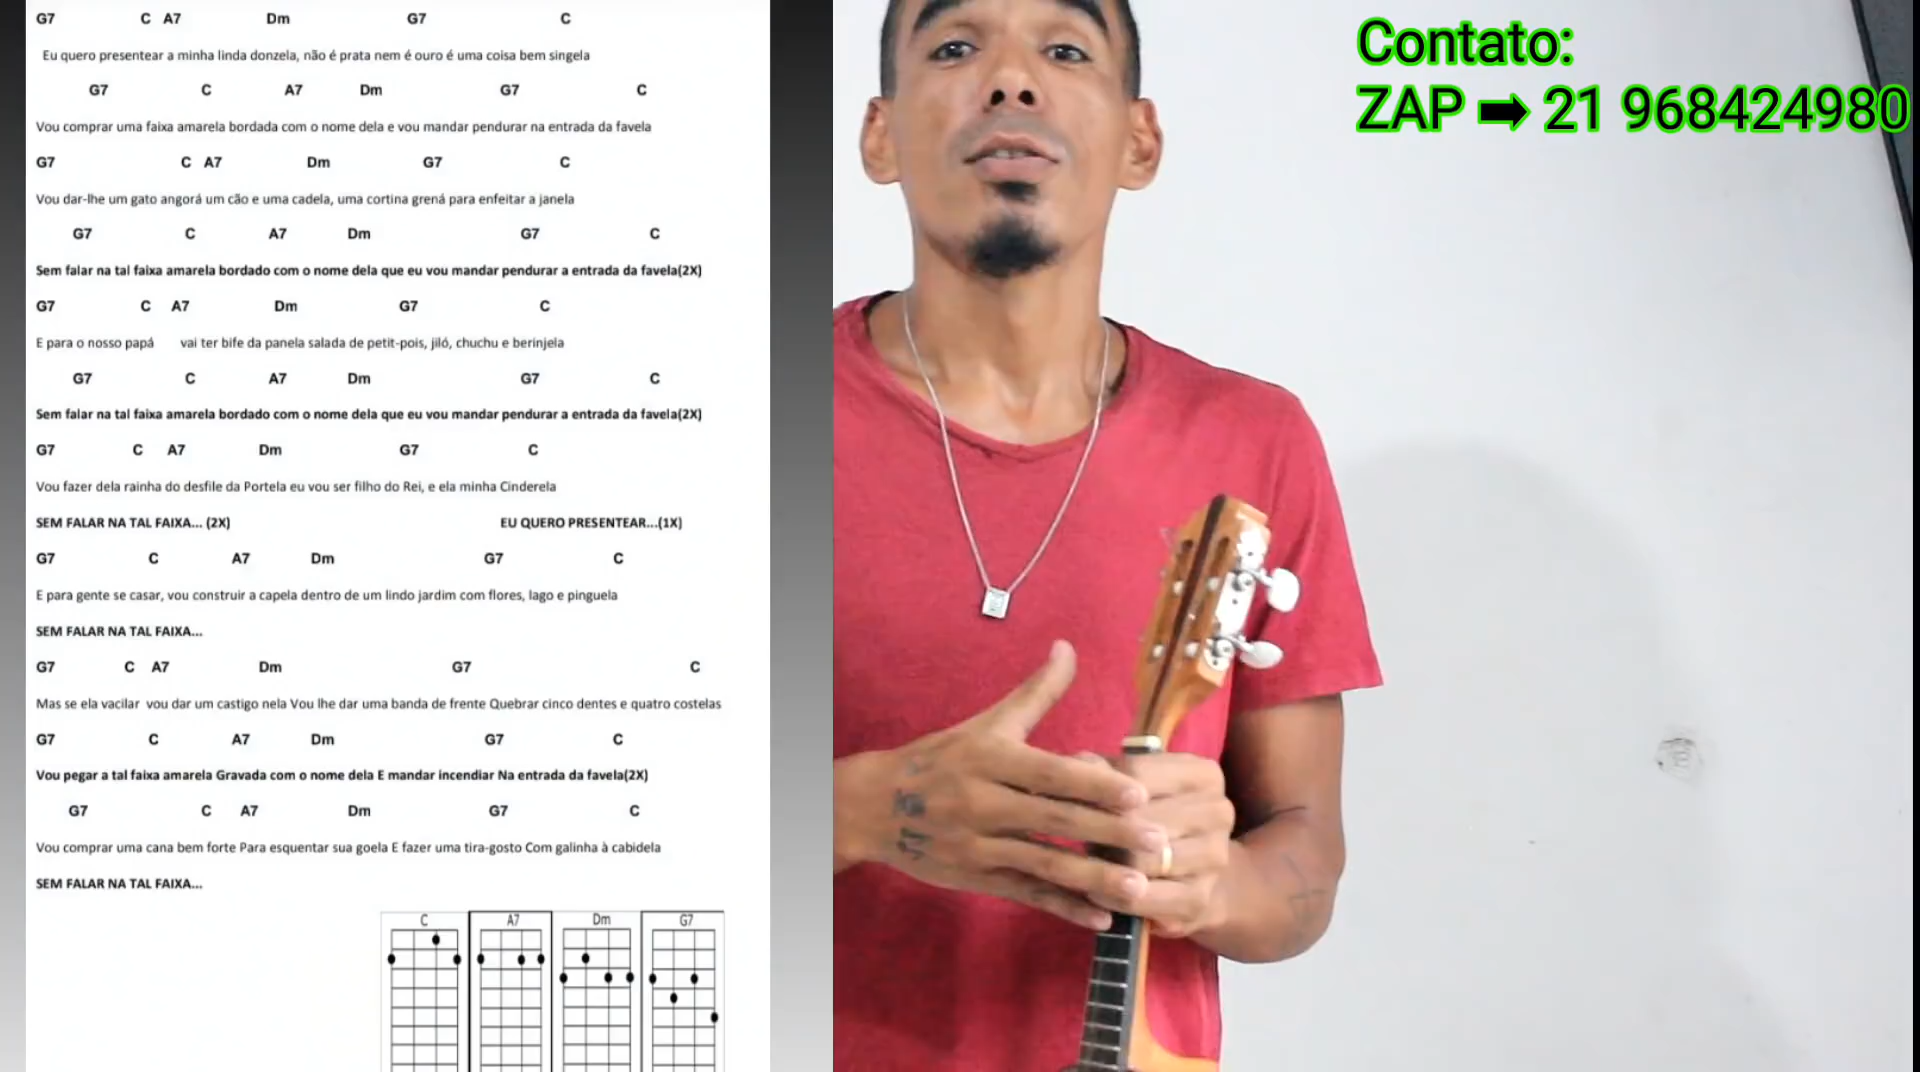 G7 C A7 Dm G7 C
Eu quero presentear a minha linda donzela, não é prata nem é ouro é uma coisa bem singela
G7 C A7 Dm G7 C
Vou comprar uma faixa amarela bordada com o nome dela e vou mandar pendurar na entrada da favela
G7 C A7 Dm G7 C
Vou dar-lhe um gato angorá um cão e uma cadela, uma cortina grená para enfeitar a janela
G7 C A7 Dm G7 C
Sem falar na tal faixa amarela bordado com o nome dela que eu vou mandar pendurar a entrada da favela(2X)
G7 C A7 Dm G7 C
E para o nosso papá vai ter bife da panela salada de petit-pois, jiló, chuchu e berinjela
G7 C A7 Dm G7 C
Sem falar na tal faixa amarela bordado com o nome dela que eu vou mandar pendurar a entrada da favela(2X)
G7 C A7 Dm G7 C
Vou fazer dela rainha do desfile da Portela eu vou ser filho do Rei, e ela minha Cinderela
SEM FALAR NA TAL FAIXA... (2X) EU QUERO PRESENTEAR...(1X)
G7 C A7 Dm G7 C
E para gente se casar, vou construir a capela dentro de um lindo jardim com flores, lago e pinguela
SEM FALAR NA TAL FAIXA...
G7 C A7 Dm G7 C
Mas se ela vacilar vou dar um castigo nela Vou lhe dar uma banda de frente Quebrar cinco dentes e quatro costelas
G7 C A7 Dm G7 C
Vou pegar a tal faixa amarela Gravada com o nome dela E mandar incendiar Na entrada da favela(2X)
G7 C A7 Dm G7 C
Vou comprar uma cana bem forte Para esquentar sua goela E fazer uma tira-gosto Com galinha à cabidela
SEM FALAR NA TAL FAIXA...
C A7 Dm G7
Contato:
ZAP ➡ 21 968424980